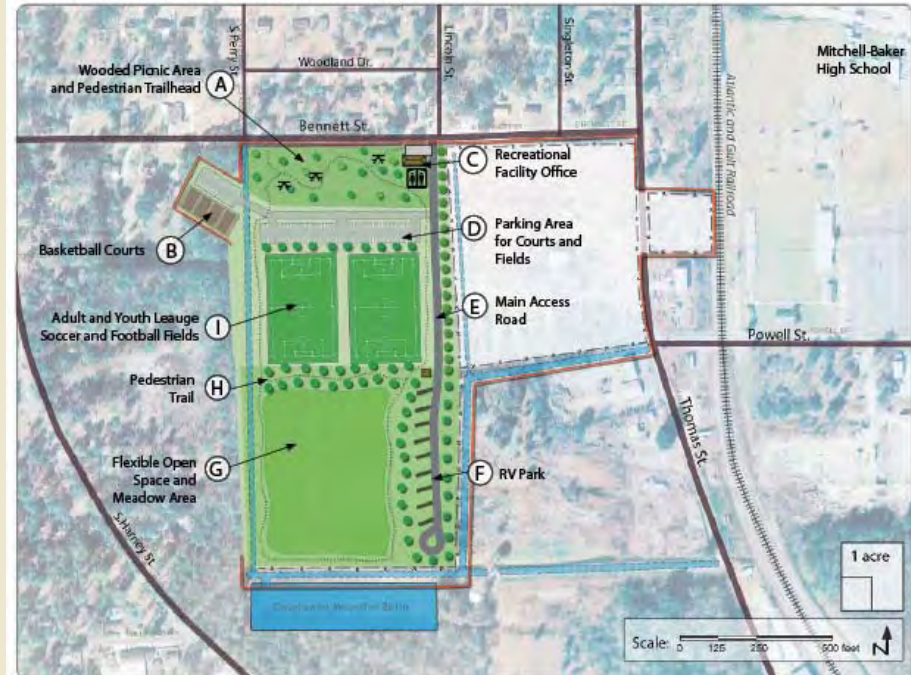 S. Perry St.
Lincoln St.
Singleton St.
Mitchell-Baker
High School
Woodland Dr.
Wooded Picnic Area
and Pedestrian Trailhead
A
Bennett St.
Atlantic and Gulf Railroad
C
Recreational
Facility Office
B
Basketball Courts
D
Parking Area
for Courts and
Fields
I
Adult and Youth Leauge
Soccer and Football Fields
E
Main Access
Road
Powell St.
H
Pedestrian
Trail
Thomas St.
G
Flexible Open
Space and
Meadow Area
F
RV Park
S. Harney St.
1 acre
Scale:
0 125 250 500 feet
N